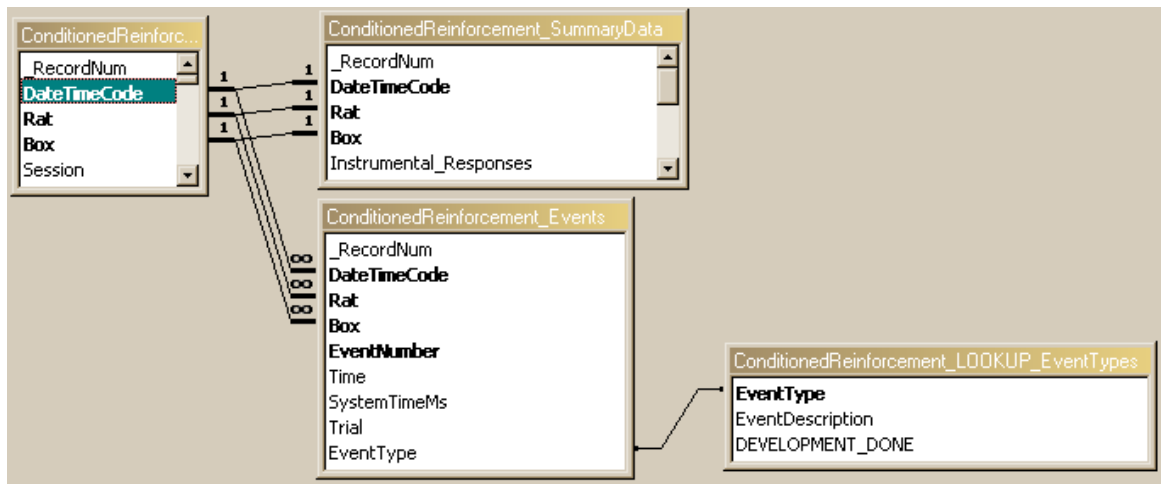 ConditionedReinforc...
_RecordNum
DateTimeCode
Rat
Box
Session
1
1
1
1
1
1
ConditionedReinforcement_SummaryData
_RecordNum
DateTimeCode
Rat
Box
Instrumental_Responses
ConditionedReinforcement_Events
_RecordNum
DateTimeCode
Rat
Box
EventNumber
Time
SystemTimeMs
Trial
EventType
∞
∞
∞
ConditionedReinforcement_LOOKUP_EventTypes
EventType
EventDescription
DEVELOPMENT_DONE